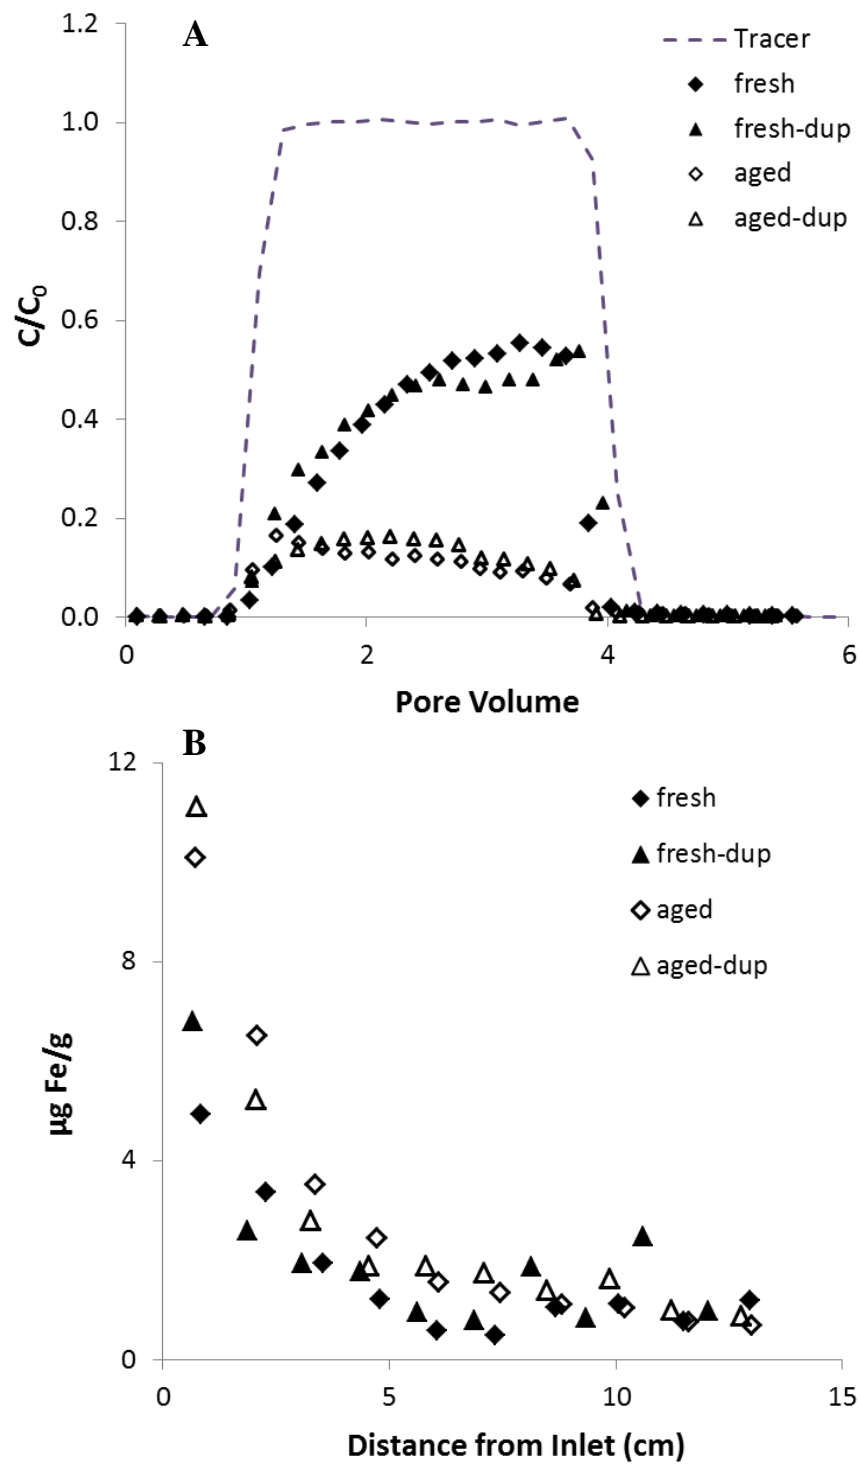 A
1.2
1.0
0.8
0.6
0.4
0.2
0.0
C/C₀
Tracer
fresh
fresh-dup
aged
aged-dup
0 2 4 6
Pore Volume
B
12
8
4
0
µg Fe/g
fresh
fresh-dup
aged
aged-dup
0 5 10 15
Distance from Inlet (cm)